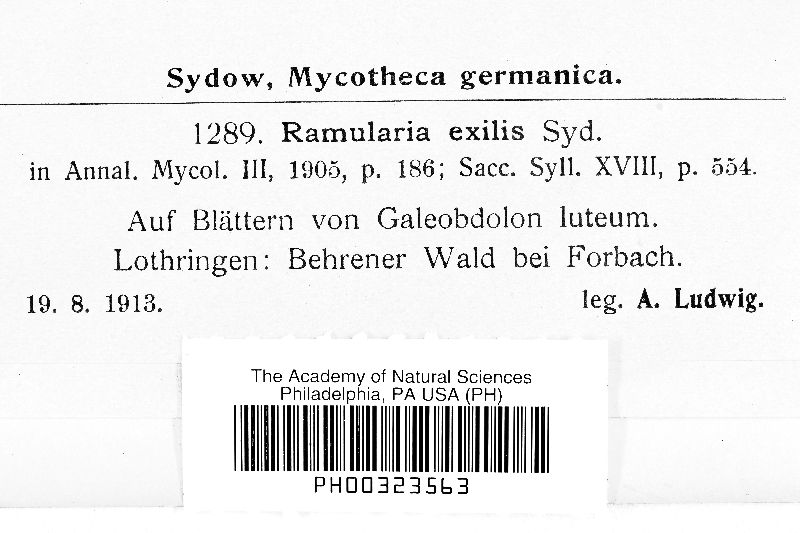 Sydow, Mycotheca germanica.
1289. Ramularia exilis Syd.
in Annal. Mycol. III, 1905, p. 186; Sacc. Syll. XVIII, p. 554.
Auf Blättern von Galeobdolon luteum.
Lothringen: Behrener Wald bei Forbach.
19. 8. 1913. leg. A. Ludwig.
The Academy of Natural Sciences
Philadelphia, PA USA (PH)
PH00323563